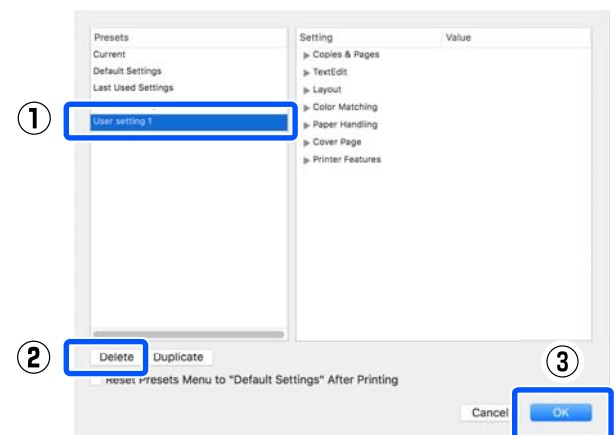 Presets
Current
Default Settings
Last Used Settings
User setting 1
Setting Value
Copies & Pages
TextEdit
Layout
Color Matching
Paper Handling
Cover Page
Printer Features
①
②
Delete Duplicate
Reset Presets Menu to "Default Settings" After Printing
③
Cancel OK